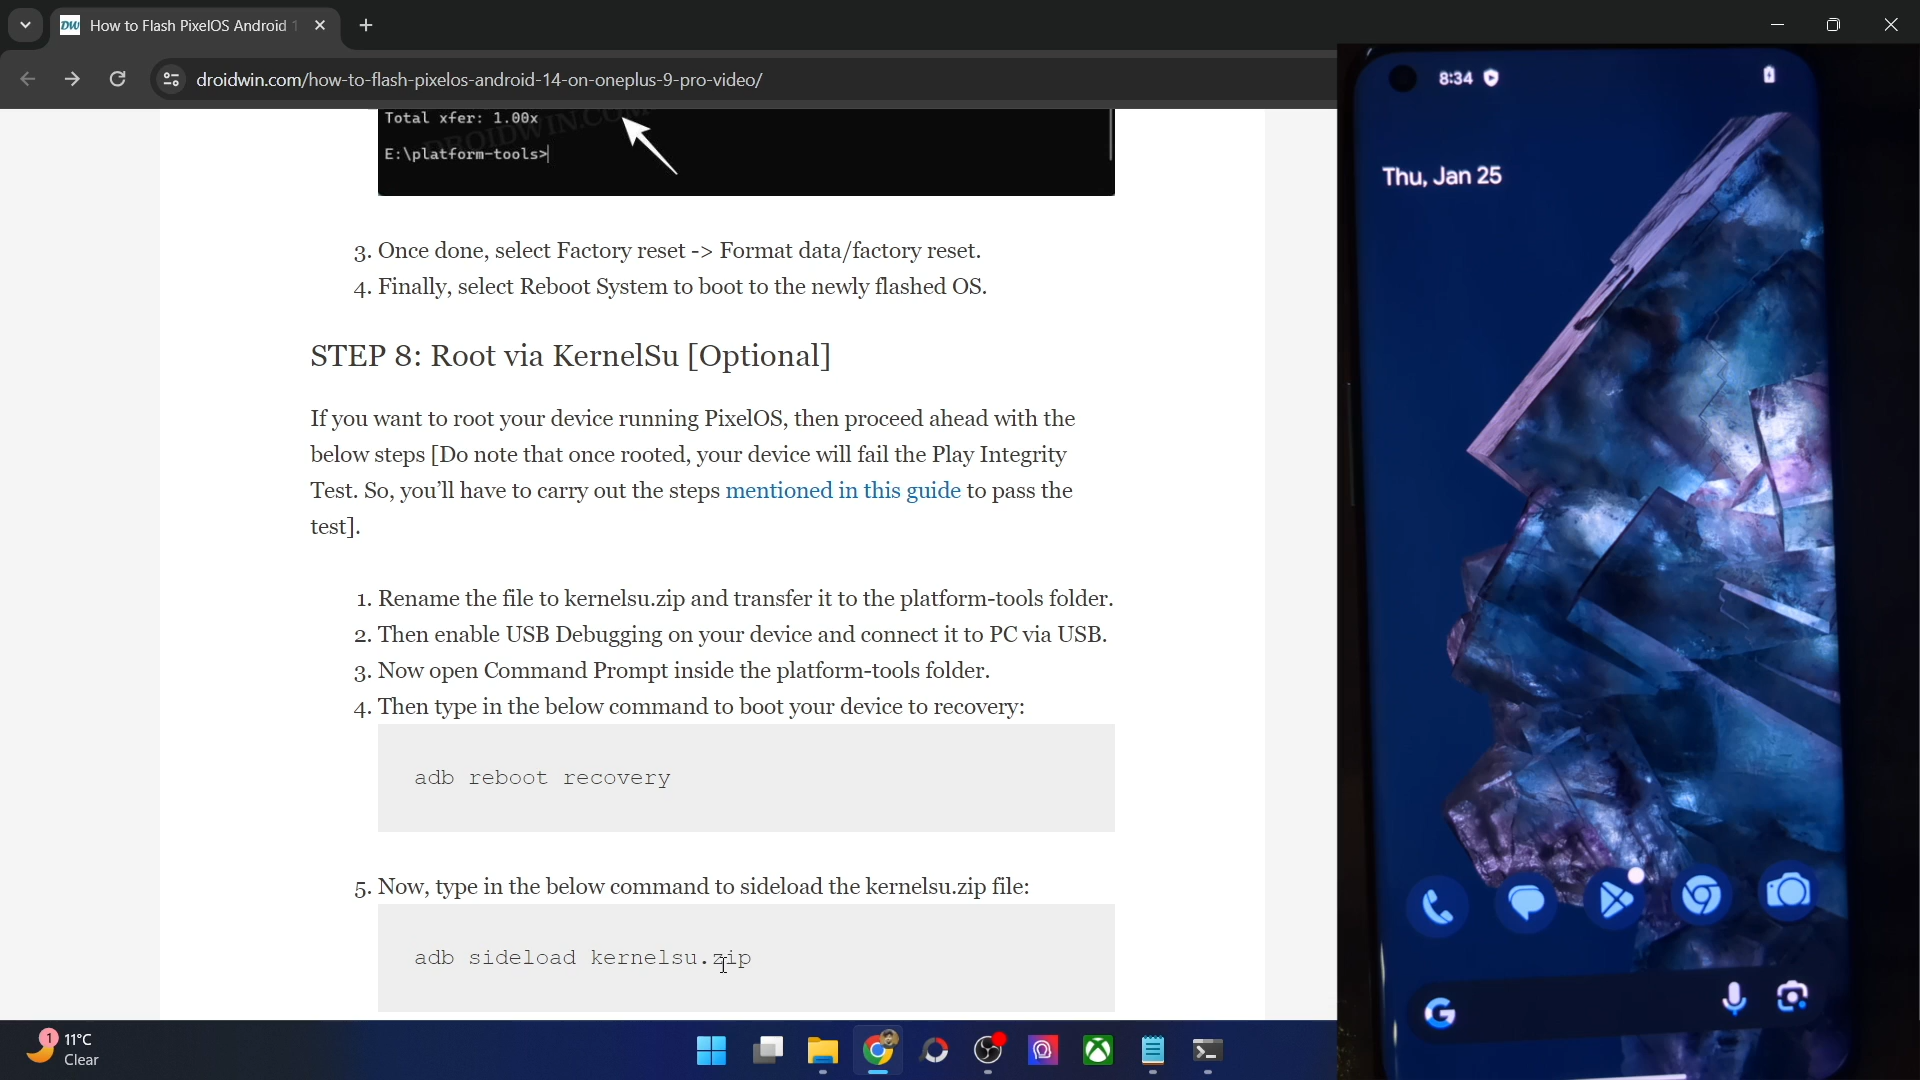 DW How to Flash PixelOS Android 1
droidwin.com/how-to-flash-pixelos-android-14-on-oneplus-9-pro-video/
Total xfer: 1.00x
DROIDWIN.COM
E:\platform-tools>
3. Once done, select Factory reset -> Format data/factory reset.
4. Finally, select Reboot System to boot to the newly flashed OS.
STEP 8: Root via KernelSu [Optional]
If you want to root your device running PixelOS, then proceed ahead with the
below steps [Do note that once rooted, your device will fail the Play Integrity
Test. So, you’ll have to carry out the steps mentioned in this guide to pass the
test].
1. Rename the file to kernelsu.zip and transfer it to the platform-tools folder.
2. Then enable USB Debugging on your device and connect it to PC via USB.
3. Now open Command Prompt inside the platform-tools folder.
4. Then type in the below command to boot your device to recovery:
adb reboot recovery
5. Now, type in the below command to sideload the kernelsu.zip file:
adb sideload kernelsu.zip
1
11°C
Clear
8:34
Thu, Jan 25
G